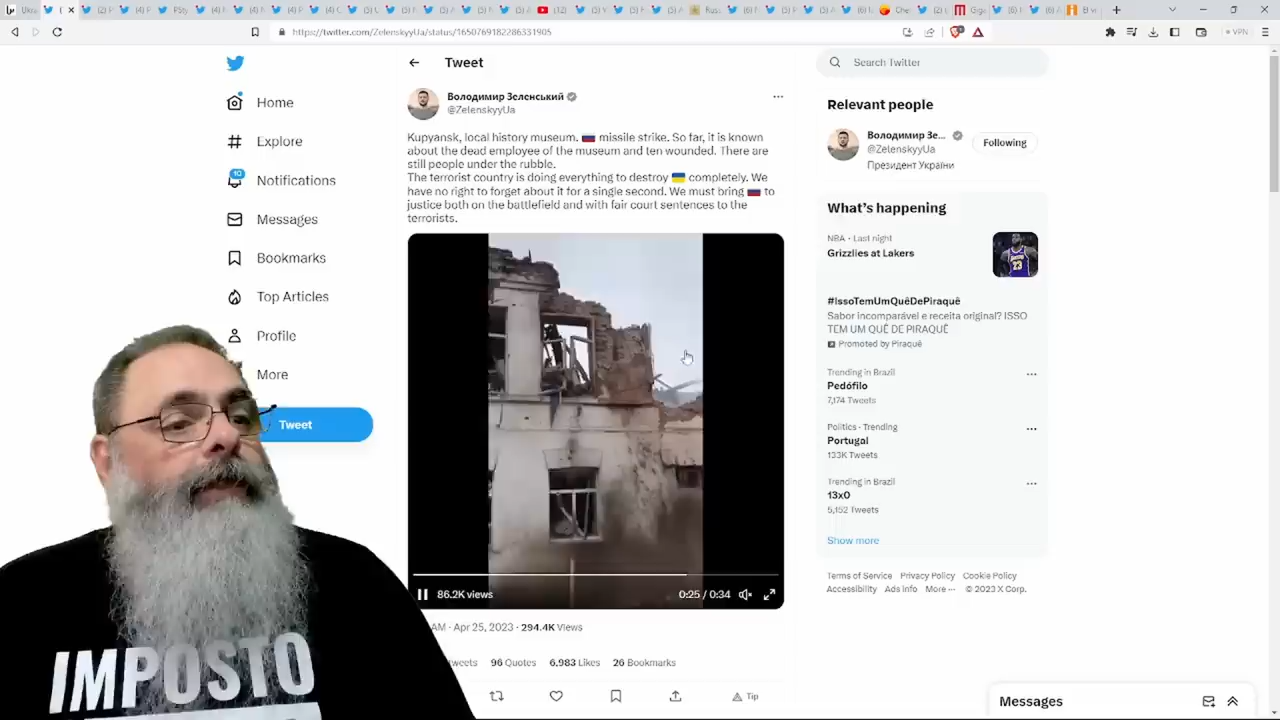 https://twitter.com/ZelenskyyUa/status/1650769182286331905
VPN
Home
Explore
10
Notifications
Messages
Bookmarks
Top Articles
Profile
More
Tweet
Tweet
Володимир Зеленський
@ZelenskyyUa
Kupyansk, local history museum. 🇷🇺 missile strike. So far, it is known
about the dead employee of the museum and ten wounded. There are
still people under the rubble.
The terrorist country is doing everything to destroy 🇺🇦 completely. We
have no right to forget about it for a single second. We must bring 🇷🇺 to
justice both on the battlefield and with fair court sentences to the
terrorists.
86.2K views
0:25 / 0:34
AM · Apr 25, 2023 · 294.4K Views
96 Quotes 6,983 Likes 26 Bookmarks
Tip
Search Twitter
Relevant people
Володимир Зе...
@ZelenskyyUa
Following
Президент України
What's happening
NBA · Last night
Grizzlies at Lakers
#IssoTemUmQuêDePiraquê
Sabor incomparável e receita original? ISSO
TEM UM QUÊ DE PIRAQUÊ
Promoted by Piraquê
Trending in Brazil
Pedófilo
7,174 Tweets
Politics · Trending
Portugal
133K Tweets
Trending in Brazil
13x0
5,152 Tweets
Show more
Terms of Service Privacy Policy Cookie Policy
Accessibility Ads info More ··· © 2023 X Corp.
Messages
IMPOSTO